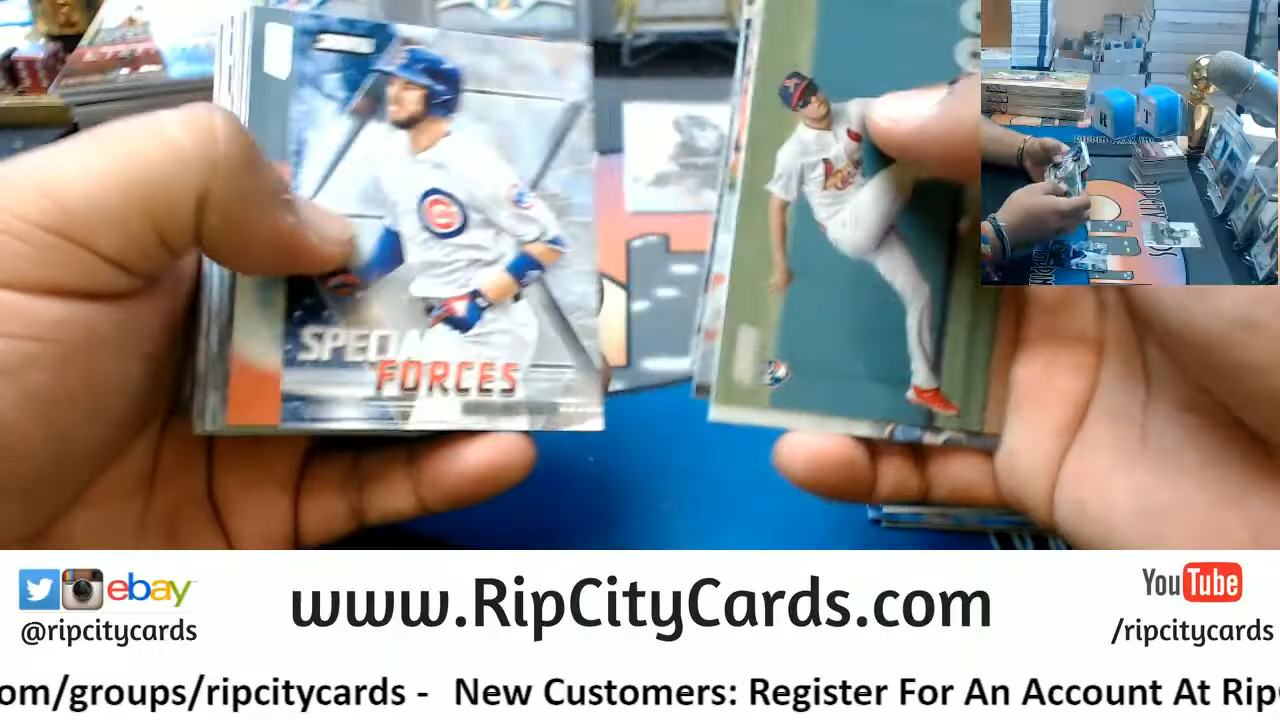 SPECIAL
FORCES
ebay
@ripcitycards
www.RipCityCards.com
YouTube
/ripcitycards
om/groups/ripcitycards - New Customers: Register For An Account At Rip